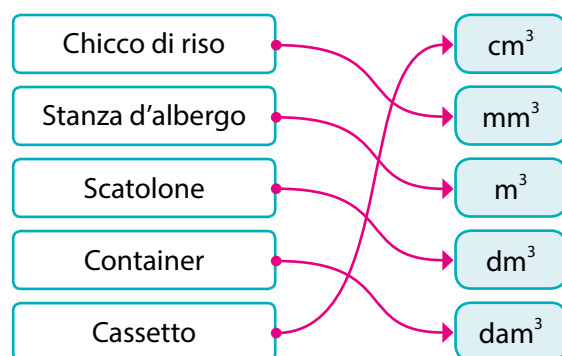 Chicco di riso cm³
Stanza d'albergo mm³
Scatolone m³
Container dm³
Cassetto dam³